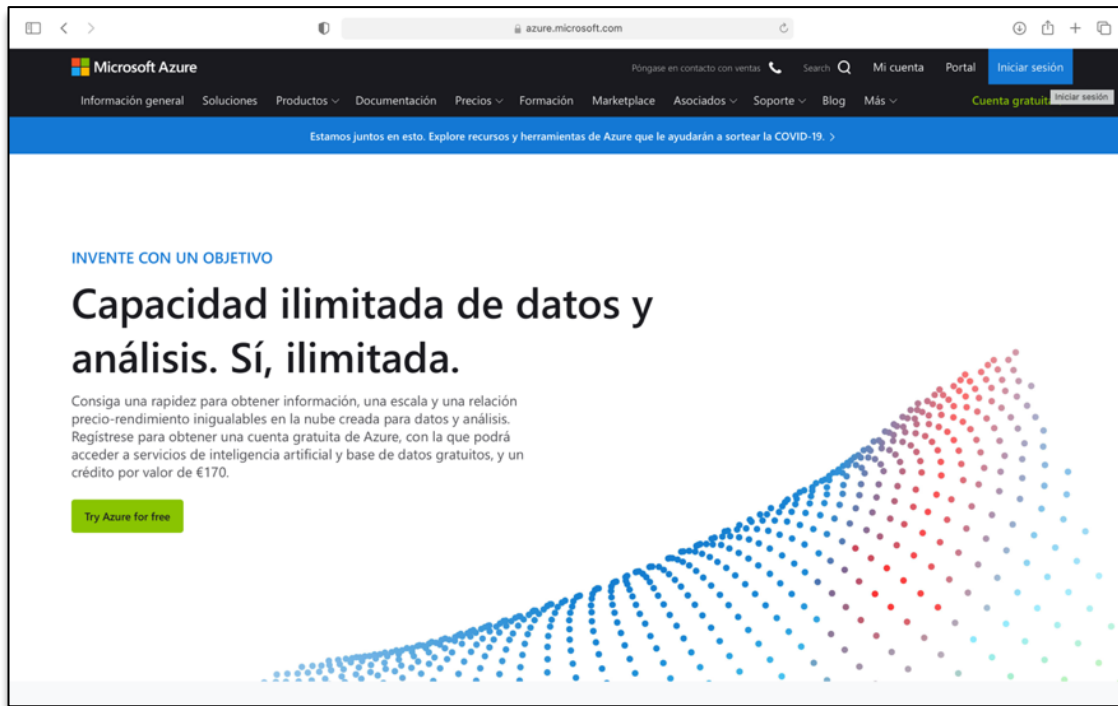 azure.microsoft.com
Microsoft Azure
Póngase en contacto con ventas Search Mi cuenta Portal Iniciar sesión
Información general Soluciones Productos Documentación Precios Formación Marketplace Asociados Soporte Blog Más Cuenta gratuita
Iniciar sesión
Estamos juntos en esto. Explore recursos y herramientas de Azure que le ayudarán a sortear la COVID-19. >
INVENTE CON UN OBJETIVO
Capacidad ilimitada de datos y
análisis. Sí, ilimitada.
Consiga una rapidez para obtener información, una escala y una relación
precio-rendimiento inigualables en la nube creada para datos y análisis.
Regístrese para obtener una cuenta gratuita de Azure, con la que podrá
acceder a servicios de inteligencia artificial y base de datos gratuitos, y un
crédito por valor de €170.
Try Azure for free